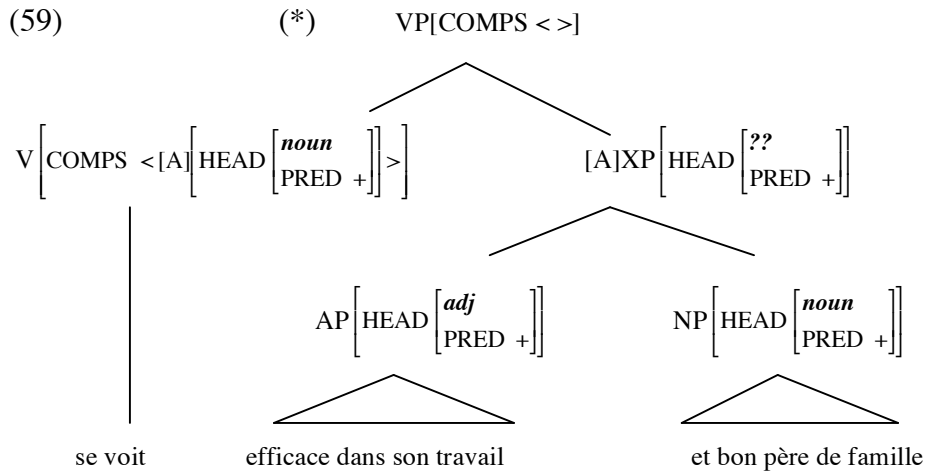 (59) (*) VP[COMPS < >]
V[COMPS <[A][HEAD [noun PRED +]]>] [A]XP[HEAD [?? PRED +]]
AP[HEAD [adj PRED +]] NP[HEAD [noun PRED +]]
se voit efficace dans son travail et bon père de famille